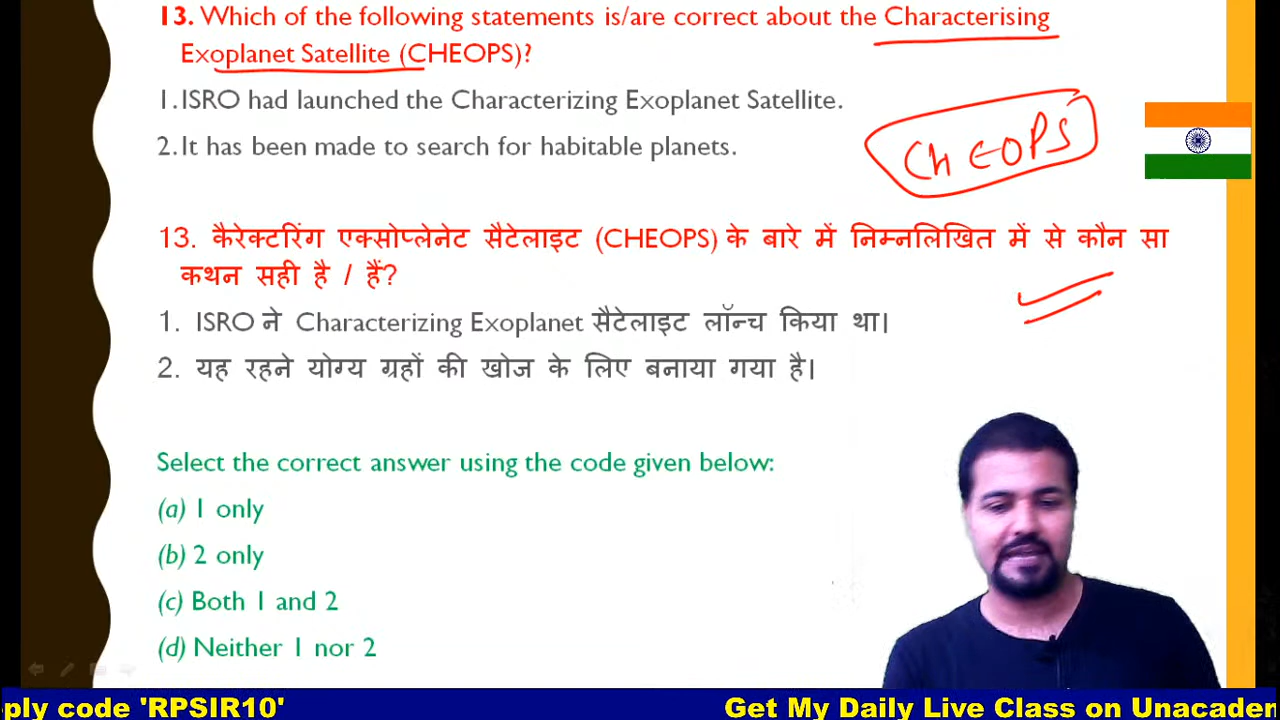 13. Which of the following statements is/are correct about the Characterising
Exoplanet Satellite (CHEOPS)?
1. ISRO had launched the Characterizing Exoplanet Satellite.
2. It has been made to search for habitable planets.
ChEOPS
13. कैरेक्टरिंग एक्सोप्लेनेट सैटेलाइट (CHEOPS) के बारे में निम्नलिखित में से कौन सा
कथन सही है / हैं?
1. ISRO ने Characterizing Exoplanet सैटेलाइट लॉन्च किया था।
2. यह रहने योग्य ग्रहों की खोज के लिए बनाया गया है।
Select the correct answer using the code given below:
(a) 1 only
(b) 2 only
(c) Both 1 and 2
(d) Neither 1 nor 2
ply code 'RPSIR10' Get My Daily Live Class on Unacadem